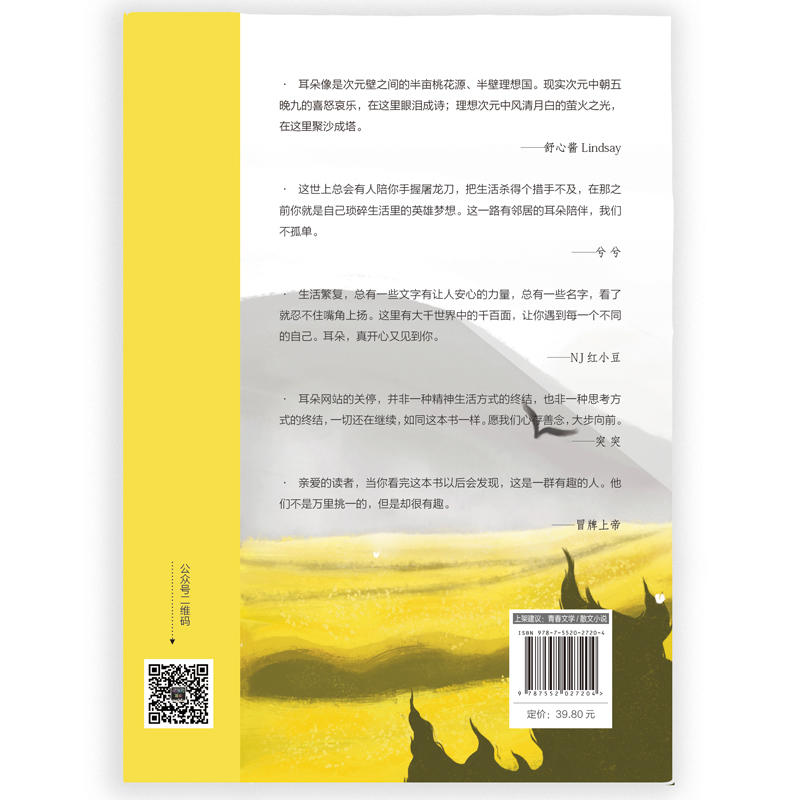 · 耳朵像是次元壁之间的半亩桃花源、半壁理想国。现实次元中朝五
晚九的喜怒哀乐，在这里眼泪成诗；理想次元中风清月白的萤火之光，
在这里聚沙成塔。
——舒心酱 Lindsay
· 这世上总会有人陪你手握屠龙刀，把生活杀得个措手不及，在那之
前你就是自己琐碎生活里的英雄梦想。这一路有邻居的耳朵陪伴，我们
不孤单。
——兮 兮
· 生活繁复，总有一些文字有让人安心的力量，总有一些名字，看了
就忍不住嘴角上扬。这里有大千世界中的千百面，让你遇到每一个不同
的自己。耳朵，真开心又见到你。
——NJ 红小豆
· 耳朵网站的关停，并非一种精神生活方式的终结，也非一种思考方
式的终结，一切还在继续，如同这本书一样。愿我们心存善念，大步向前。
——突 突
· 亲爱的读者，当你看完这本书以后会发现，这是一群有趣的人。他
们不是万里挑一的，但是却很有趣。
——冒牌上帝
公众号二维码
上架建议：青春文学 / 散文小说
ISBN 978-7-5520-2720-4
9 787552 027204 >
定价：39.80 元